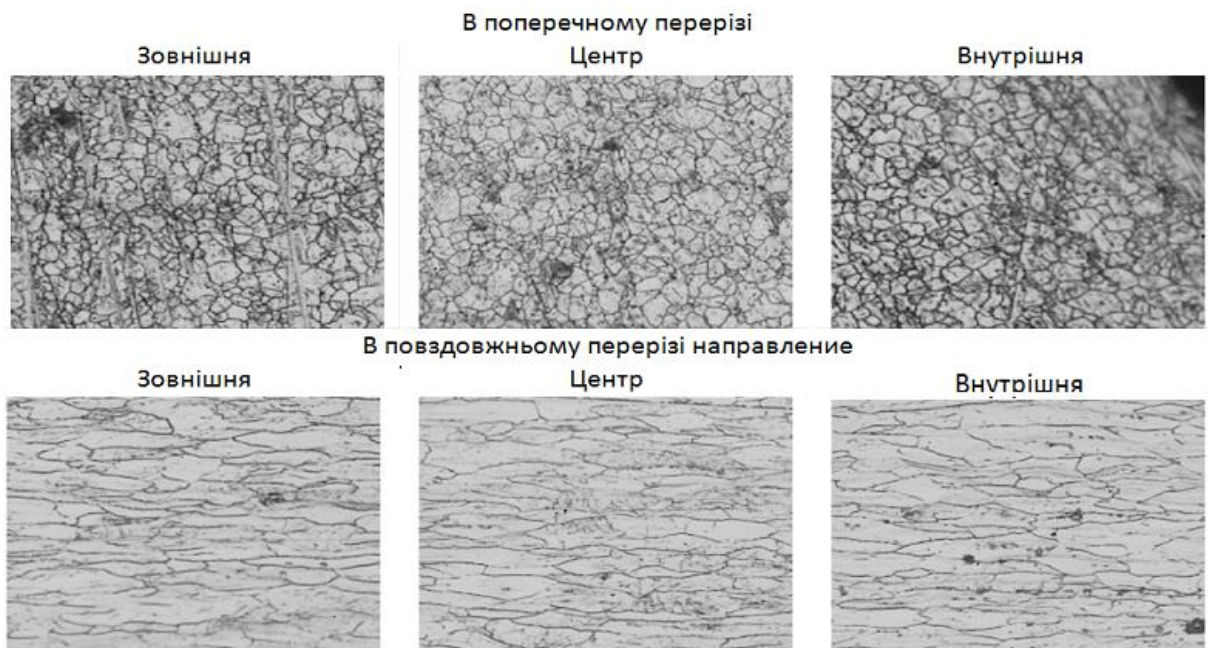 В поперечному перерізі
Зовнішня Центр Внутрішня
В повздовжньому перерізі направление
Зовнішня Центр Внутрішня